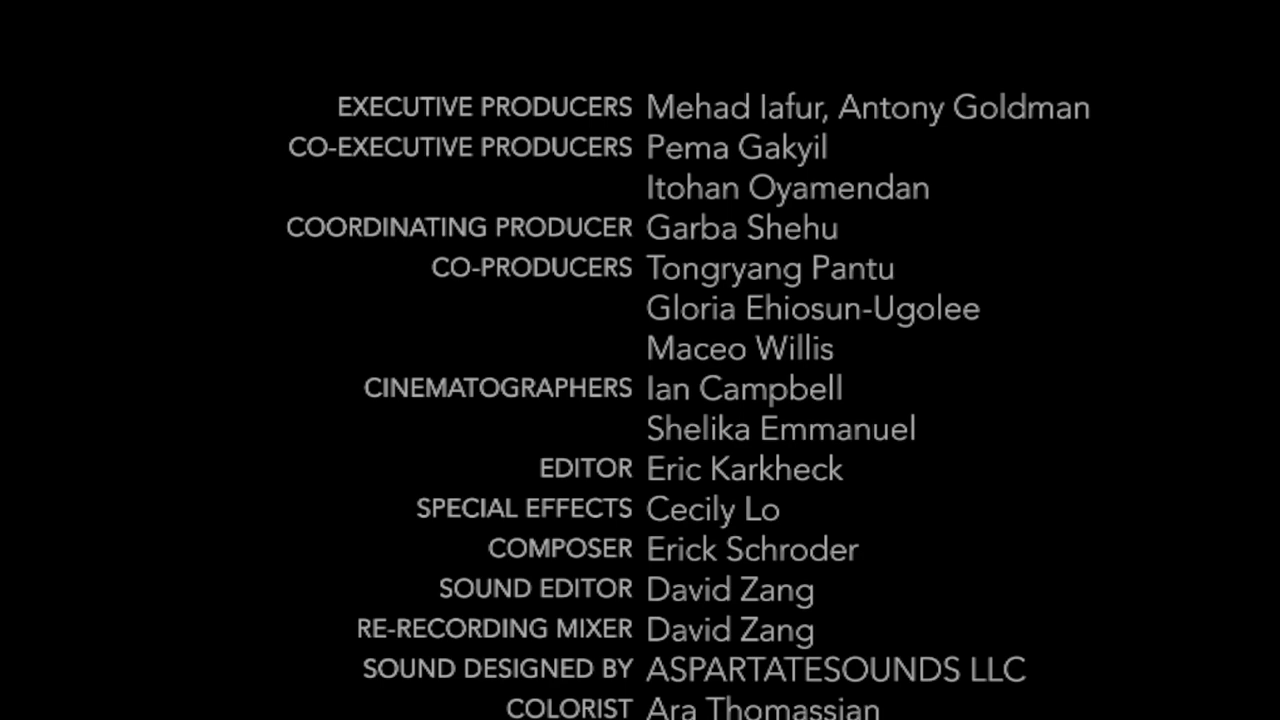 EXECUTIVE PRODUCERS Mehad Iafur, Antony Goldman
CO-EXECUTIVE PRODUCERS Pema Gakyil
Itohan Oyamendan
COORDINATING PRODUCER Garba Shehu
CO-PRODUCERS Tongryang Pantu
Gloria Ehiosun-Ugolee
Maceo Willis
CINEMATOGRAPHERS Ian Campbell
Shelika Emmanuel
EDITOR Eric Karkheck
SPECIAL EFFECTS Cecily Lo
COMPOSER Erick Schroder
SOUND EDITOR David Zang
RE-RECORDING MIXER David Zang
SOUND DESIGNED BY ASPARTATESOUNDS LLC
COLORIST Ara Thomassian